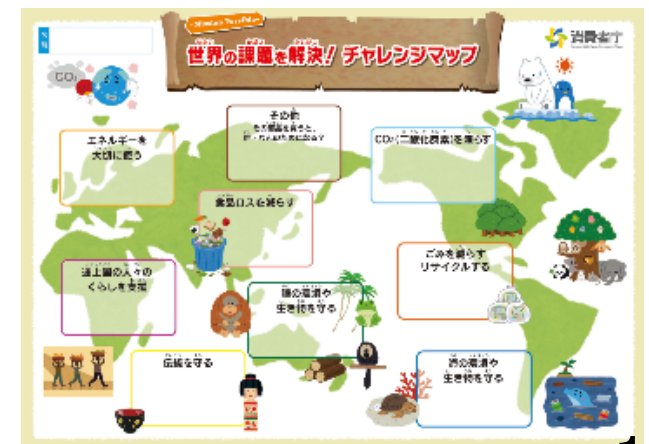 世界の課題を解決! チャレンジマップ
消費者庁
CO₂
エネルギーを
大切に使う
その他
CO₂(二酸化炭素)を減らす
食品ロスを減らす
ごみを減らす
リサイクルする
途上国の人々の
くらしを支援
陸の環境や
生き物を守る
伝統を守る
海の環境や
生き物を守る